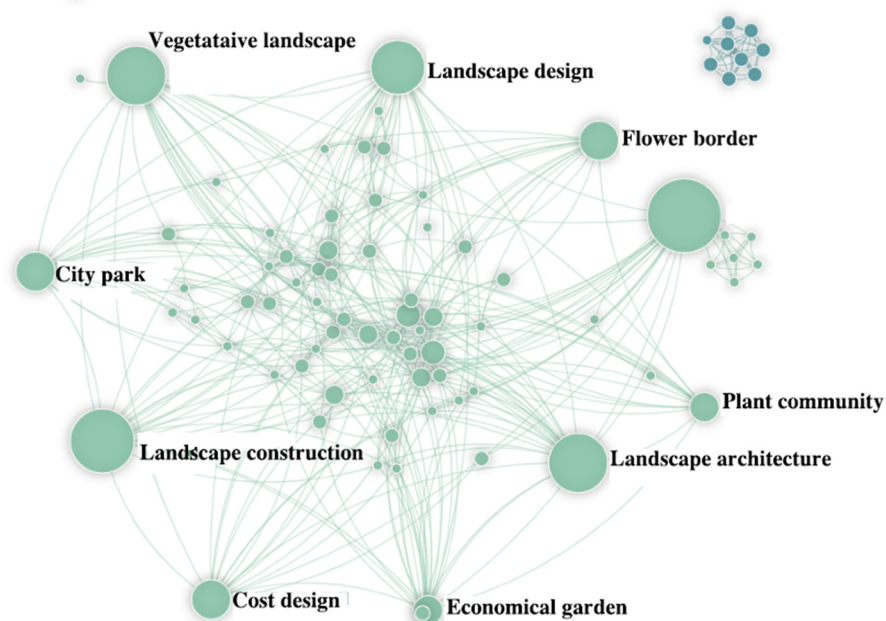 Vegetataive landscape
Landscape design
Flower border
City park
Plant community
Landscape construction
Landscape architecture
Cost design
Economical garden